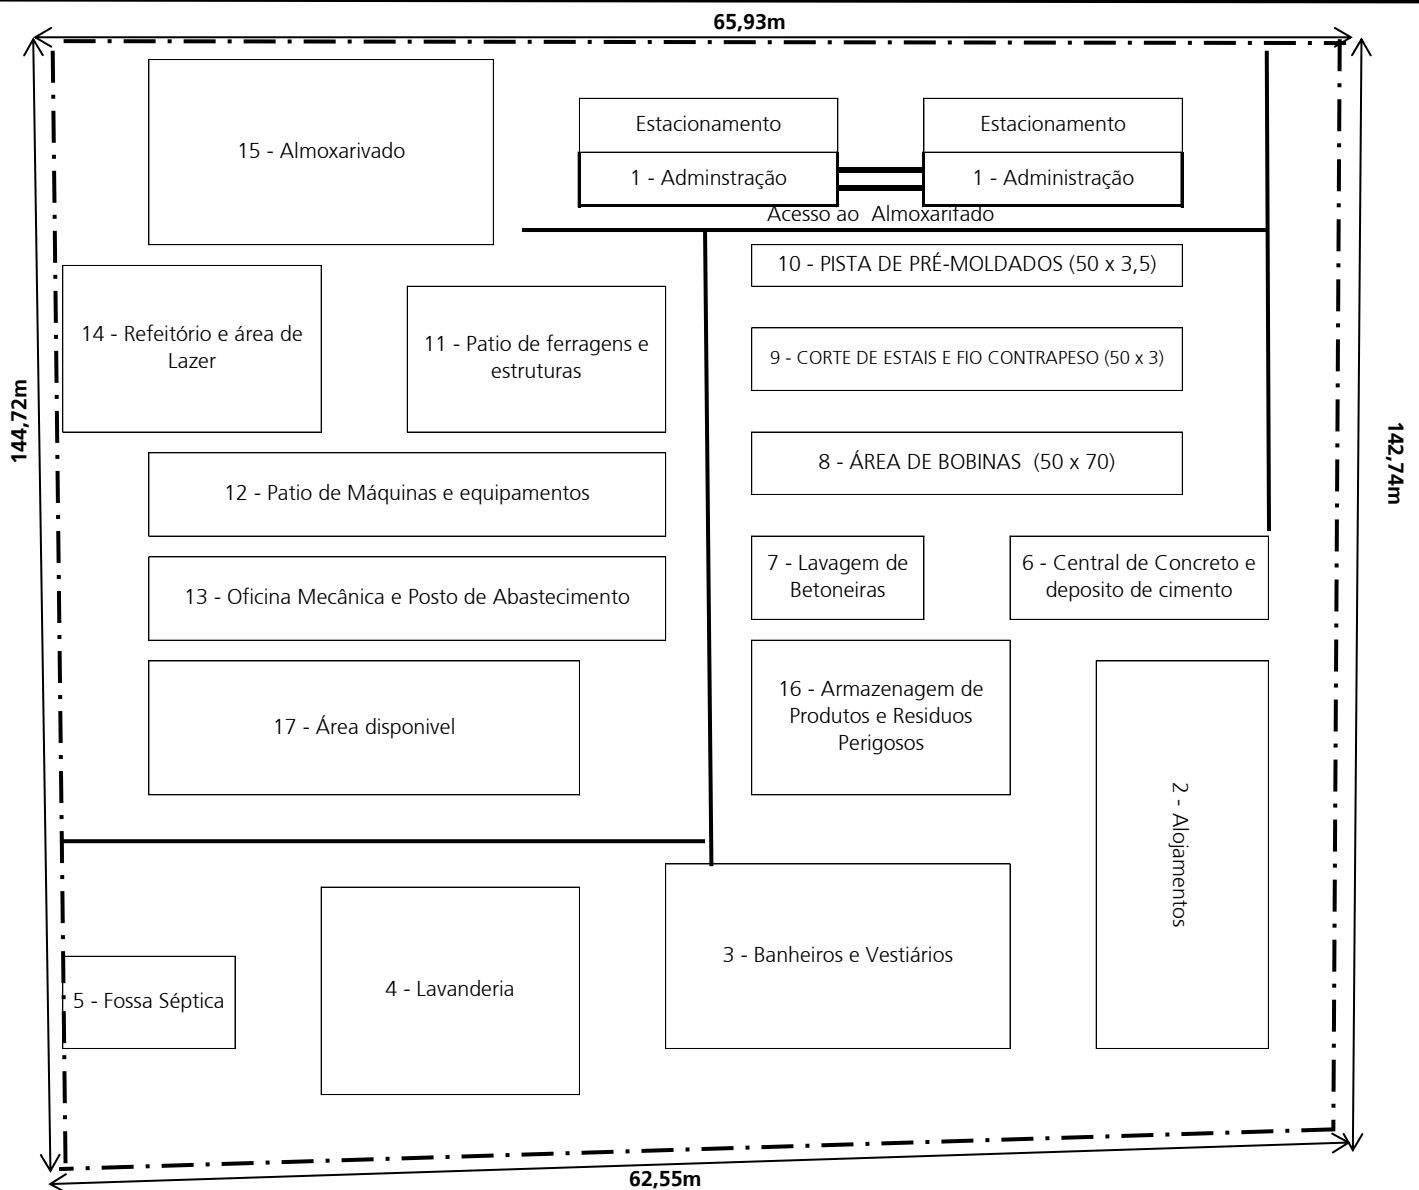 65,93m
Estacionamento
Estacionamento
15 - Almoxarivado
1 - Adminstração
1 - Administração
Acesso ao Almoxarifado
10 - PISTA DE PRÉ-MOLDADOS (50 x 3,5)
14 - Refeitório e área de
Lazer
11 - Patio de ferragens e
estruturas
9 - CORTE DE ESTAIS E FIO CONTRAPESO (50 x 3)
144,72m
142,74m
8 - ÁREA DE BOBINAS (50 x 70)
12 - Patio de Máquinas e equipamentos
7 - Lavagem de
Betoneiras
6 - Central de Concreto e
deposito de cimento
13 - Oficina Mecânica e Posto de Abastecimento
16 - Armazenagem de
Produtos e Residuos
Perigosos
17 - Área disponivel
2 - Alojamentos
3 - Banheiros e Vestiários
4 - Lavanderia
5 - Fossa Séptica
62,55m